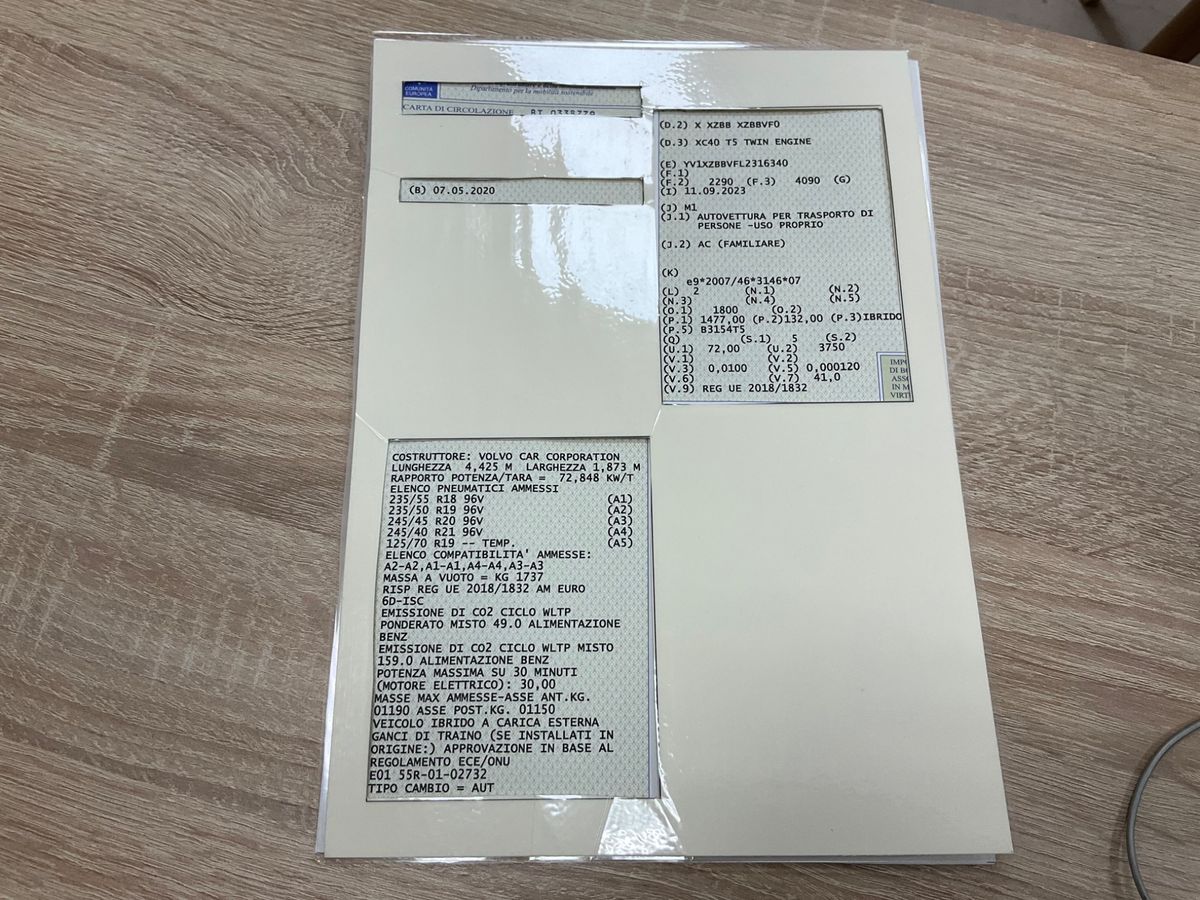 COMUNITÀ
EUROPEA
Dipartimento per la mobilità sostenibile
CARTA DI CIRCOLAZIONE - BT 0338779
(B) 07.05.2020
(D.2) X XZBB XZBBVF0
(D.3) XC40 T5 TWIN ENGINE
(E) YV1XZBBVFL2316340
(F.1)
(F.2) 2290 (F.3) 4090 (G)
(I) 11.09.2023
(J) M1
(J.1) AUTOVETTURA PER TRASPORTO DI
PERSONE -USO PROPRIO
(J.2) AC (FAMILIARE)
(K)
e9*2007/46*3146*07
(L) 2 (N.1) (N.2)
(N.3) (N.4) (N.5)
(O.1) 1800 (O.2)
(P.1) 1477,00 (P.2)132,00 (P.3)IBRIDO
(P.5) B3154T5
(Q) (S.1) 5 (S.2)
(U.1) 72,00 (U.2) 3750
(V.1) (V.2)
(V.3) 0,0100 (V.5) 0,000120
(V.6) (V.7) 41,0
(V.9) REG UE 2018/1832
DI
IN
COSTRUTTORE: VOLVO CAR CORPORATION
LUNGHEZZA 4,425 M LARGHEZZA 1,873 M
RAPPORTO POTENZA/TARA = 72,848 KW/T
ELENCO PNEUMATICI AMMESSI
235/55 R18 96V (A1)
235/50 R19 96V (A2)
245/45 R20 96V (A3)
245/40 R21 96V (A4)
125/70 R19 -- TEMP. (A5)
ELENCO COMPATIBILITA' AMMESSE:
A2-A2,A1-A1,A4-A4,A3-A3
MASSA A VUOTO = KG 1737
RISP REG UE 2018/1832 AM EURO
6D-ISC
EMISSIONE DI CO2 CICLO WLTP
PONDERATO MISTO 49.0 ALIMENTAZIONE
BENZ
EMISSIONE DI CO2 CICLO WLTP MISTO
159.0 ALIMENTAZIONE BENZ
POTENZA MASSIMA SU 30 MINUTI
(MOTORE ELETTRICO): 30,00
MASSE MAX AMMESSE-ASSE ANT.KG.
01190 ASSE POST.KG. 01150
VEICOLO IBRIDO A CARICA ESTERNA
GANCI DI TRAINO (SE INSTALLATI IN
ORIGINE:) APPROVAZIONE IN BASE AL
REGOLAMENTO ECE/ONU
E01 55R-01-02732
TIPO CAMBIO = AUT